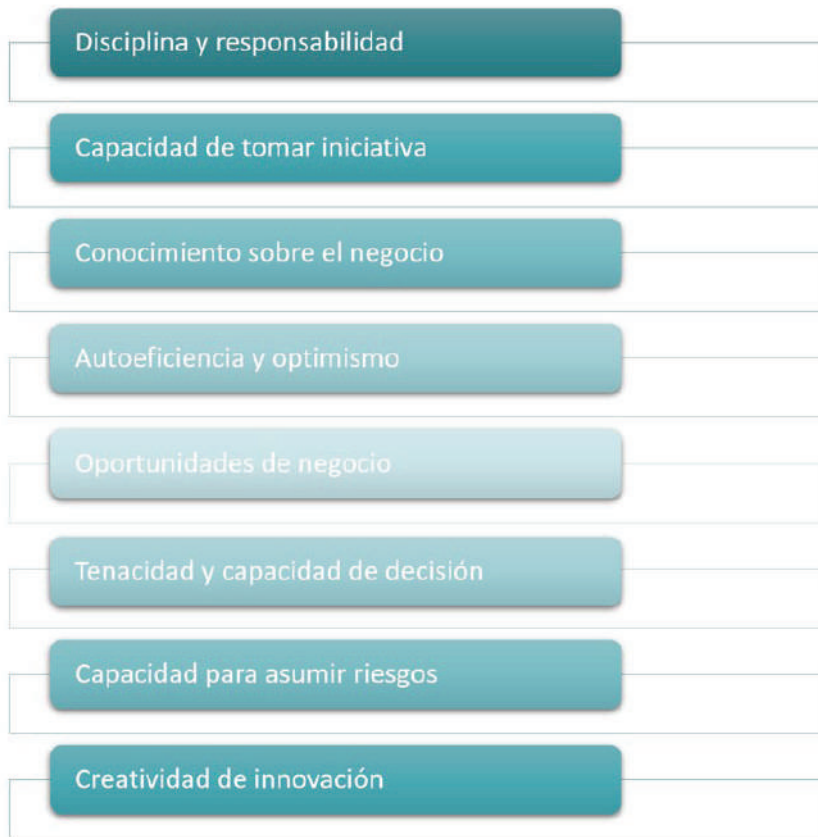 Disciplina y responsabilidad
Capacidad de tomar iniciativa
Conocimiento sobre el negocio
Autoeficiencia y optimismo
Oportunidades de negocio
Tenacidad y capacidad de decisión
Capacidad para asumir riesgos
Creatividad de innovación